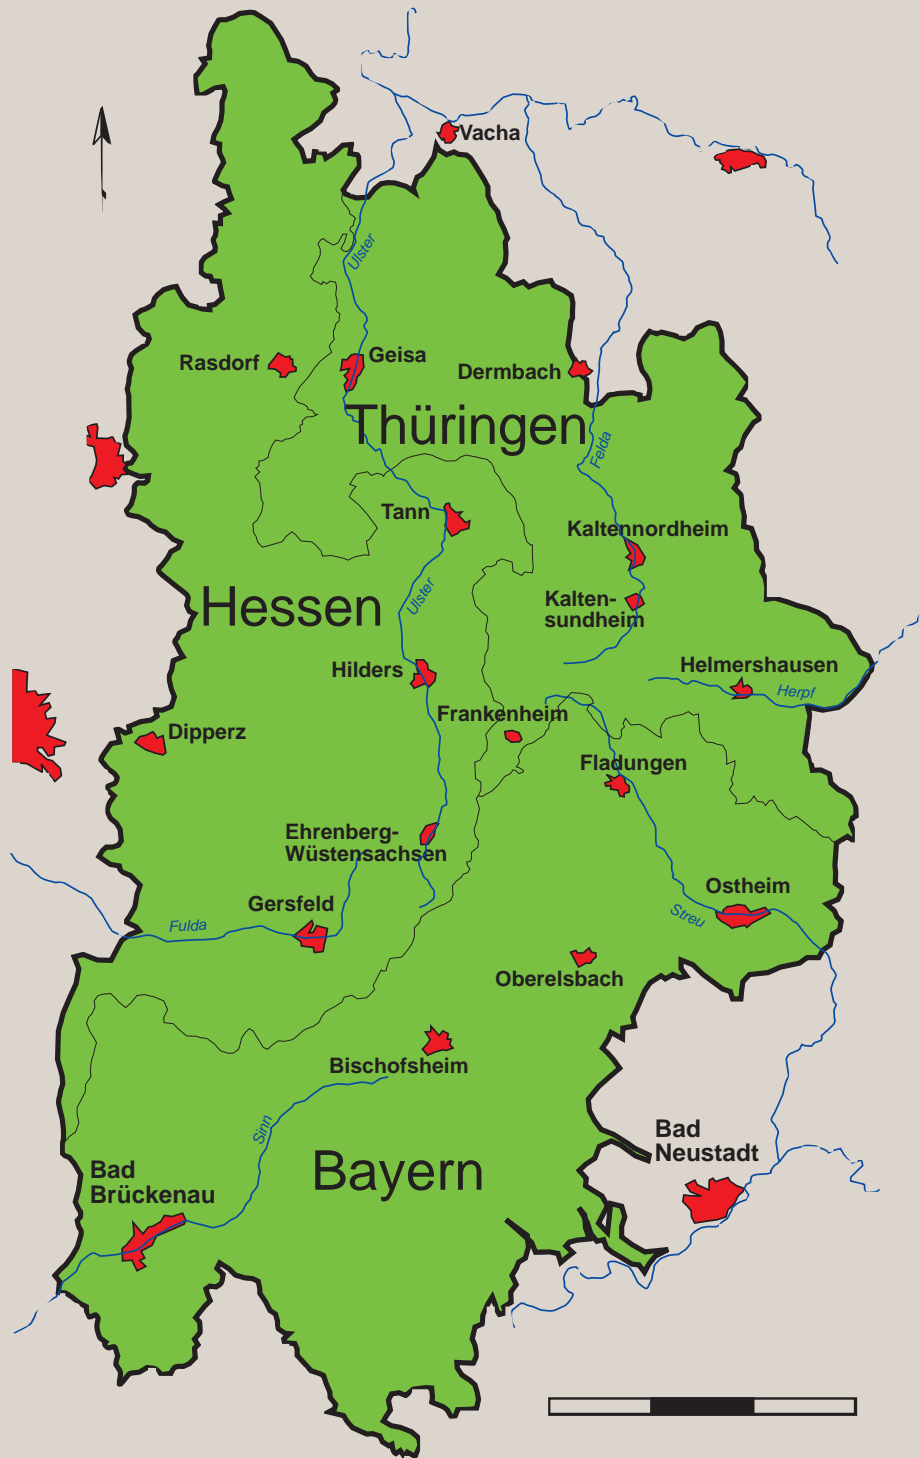 Vacha
Ulster
Rasdorf
Geisa
Dermbach
Thüringen
Felda
Tann
Kaltennordheim
Ulster
Kalten-
sundheim
Hessen
Hilders
Helmershausen
Herpf
Frankenheim
Dipperz
Fladungen
Ehrenberg-
Wüstensachsen
Ostheim
Gersfeld
Streu
Fulda
Oberelsbach
Bischofsheim
Sinn
Bad
Neustadt
Bayern
Bad
Brückenau